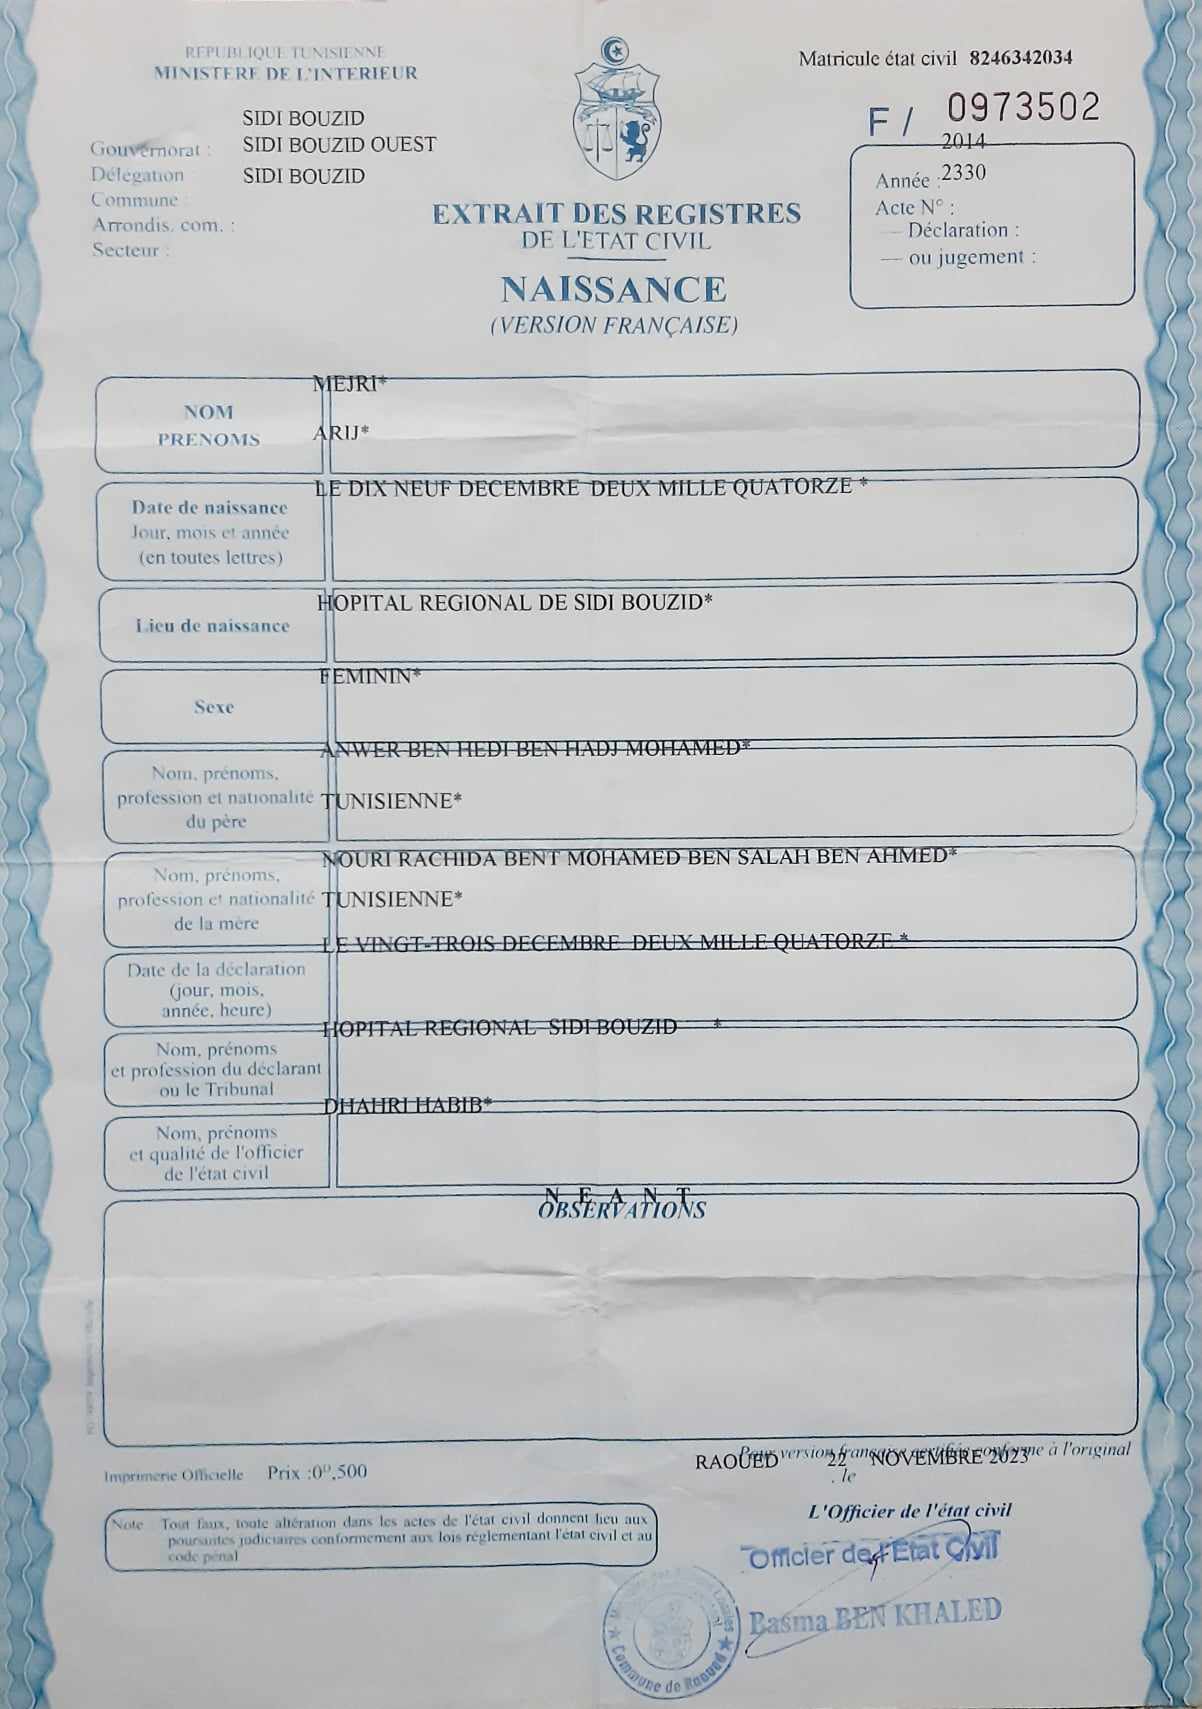 REPUBLIQUE TUNISIENNE
MINISTERE DE L'INTERIEUR
Matricule état civil 8246342034
F / 0973502
SIDI BOUZID
Gouvernorat : SIDI BOUZID OUEST
Délégation SIDI BOUZID
Commune :
Arrondis. com. :
Secteur :
2014
Année : 2330
Acte N° :
— Déclaration :
— ou jugement :
EXTRAIT DES REGISTRES
DE L'ETAT CIVIL
NAISSANCE
(VERSION FRANÇAISE)
MEJRI*
NOM
PRENOMS
ARIJ*
LE DIX NEUF DECEMBRE DEUX MILLE QUATORZE *
Date de naissance
Jour, mois et année
(en toutes lettres)
HOPITAL REGIONAL DE SIDI BOUZID*
Lieu de naissance
FEMININ*
Sexe
ANWER BEN HEDI BEN HADJ MOHAMED*
Nom, prénoms,
profession et nationalité TUNISIENNE*
du père
NOURI RACHIDA BENT MOHAMED BEN SALAH BEN AHMED*
Nom, prénoms,
profession et nationalité TUNISIENNE*
de la mère
LE VINGT-TROIS DECEMBRE DEUX MILLE QUATORZE *
Date de la déclaration
(jour, mois,
année, heure)
HOPITAL REGIONAL SIDI BOUZID *
Nom, prénoms
et profession du déclarant
ou le Tribunal
DHAHRI HABIB*
Nom, prénoms
et qualité de l'officier
de l'état civil
N E A N T
OBSERVATIONS
Pour version française certifiée conforme à l'original
RAOUED 22 NOVEMBRE 2023
, le
Imprimerie Officielle Prix :0ᴰ,500
L'Officier de l'état civil
Note : Tout faux, toute altération dans les actes de l'état civil donnent lieu aux
poursuites judiciaires conformement aux lois réglementant l'état civil et au
code pénal
Officier de l'Etat Civil
Basma BEN KHALED
Commune de Raoued